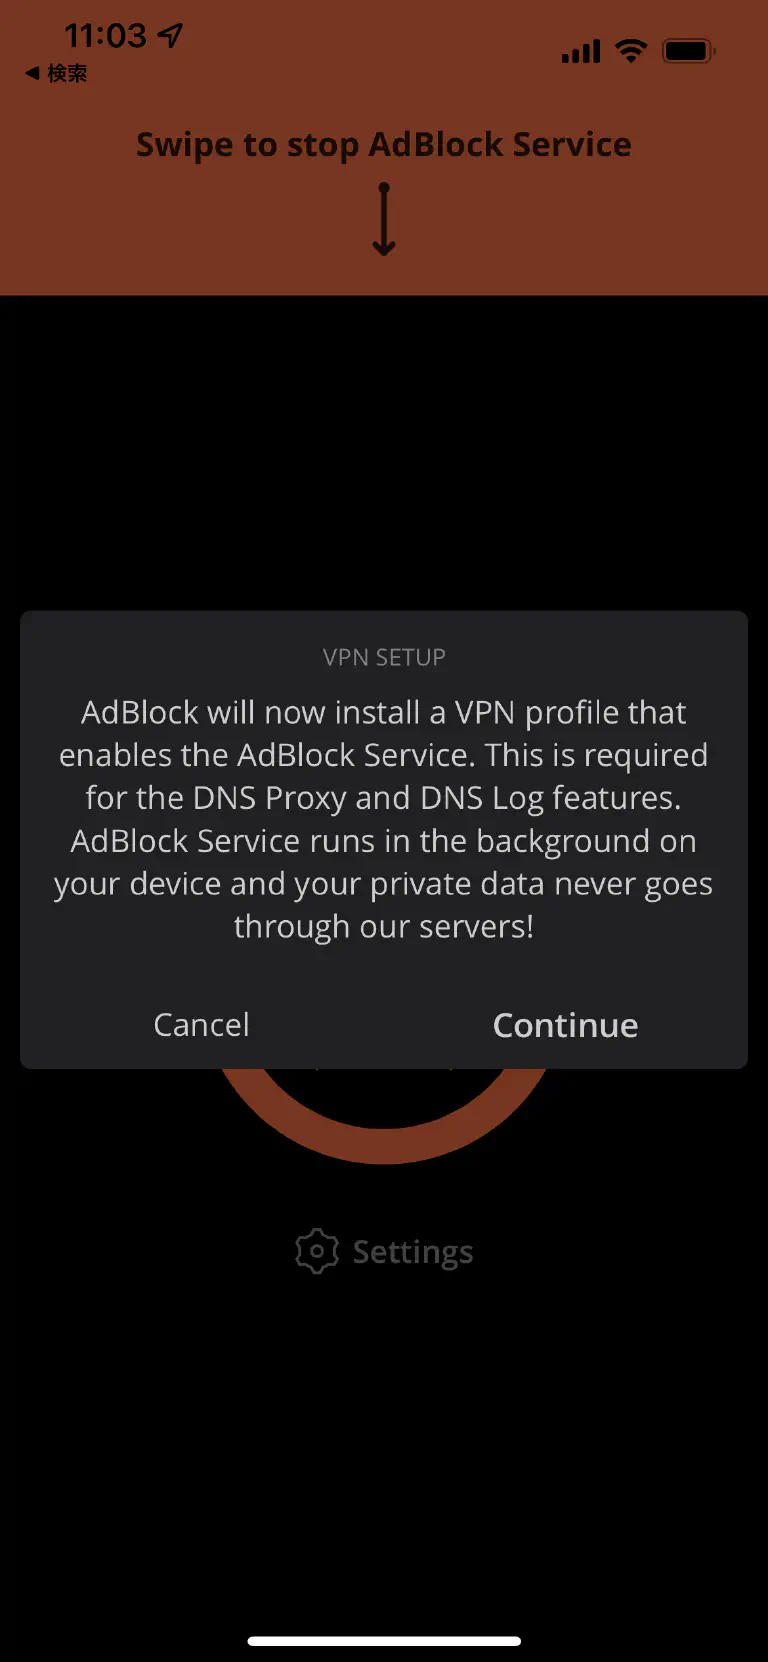 11:03
◀ 検索
Swipe to stop AdBlock Service
VPN SETUP
AdBlock will now install a VPN profile that
enables the AdBlock Service. This is required
for the DNS Proxy and DNS Log features.
AdBlock Service runs in the background on
your device and your private data never goes
through our servers!
Cancel
Continue
Settings